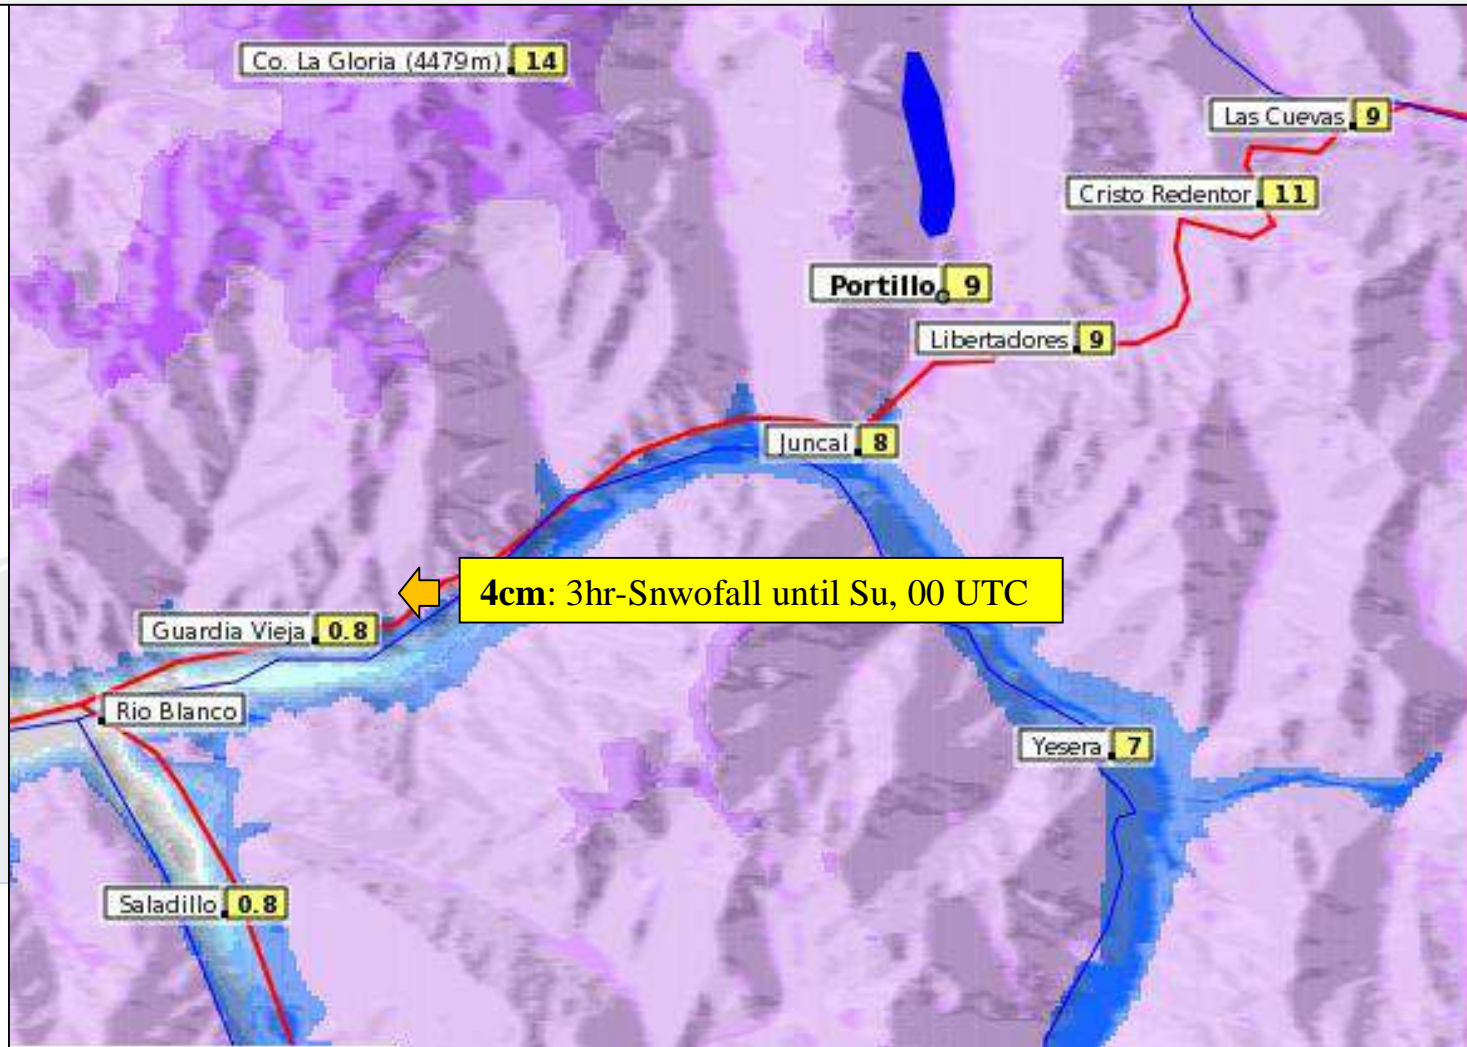 Co. La Gloria (4479m) 14
Las Cuevas 9
Cristo Redentor 11
Portillo 9
Libertadores 9
Juncal 8
4cm: 3hr-Snwofall until Su, 00 UTC
Guardia Vieja 0.8
Rio Blanco
Yesera 7
Saladillo 0.8